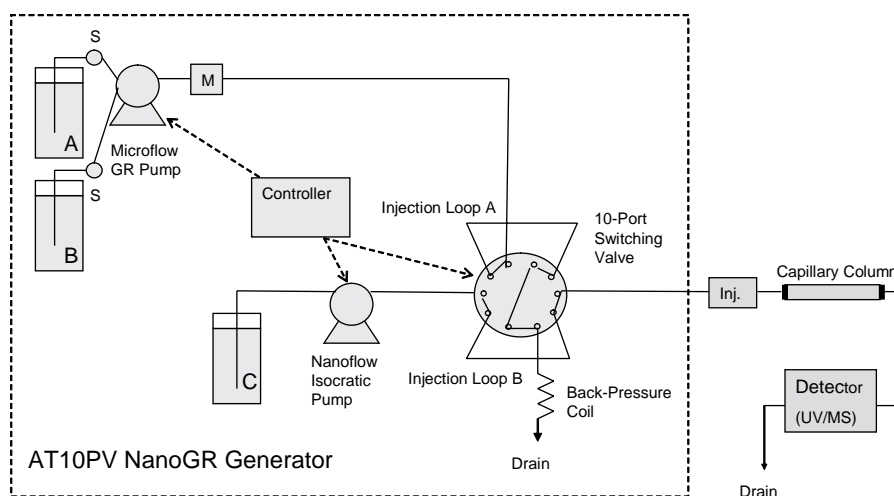 S
A
M
Microflow
GR Pump
S
B
Controller
Injection Loop A
10-Port
Switching
Valve
Inj.
Capillary Column
C
Nanoflow
Isocratic
Pump
Injection Loop B
Back-Pressure
Coil
Drain
Detector
(UV/MS)
Drain
AT10PV NanoGR Generator